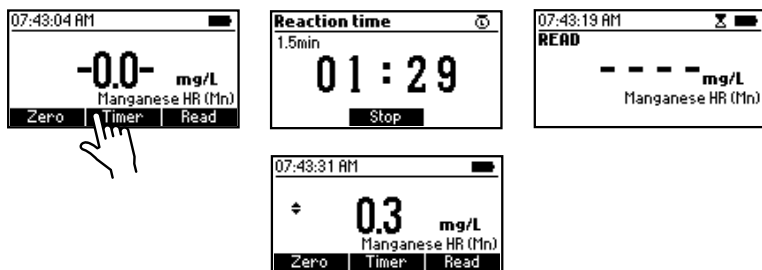 07:43:04 AM
-0.0- mg/L
Manganese HR (Mn)
Zero Timer Read
Reaction time
1.5min
01:29
Stop
07:43:19 AM
READ
---- mg/L
Manganese HR (Mn)
07:43:31 AM
0.3 mg/L
Manganese HR (Mn)
Zero Timer Read